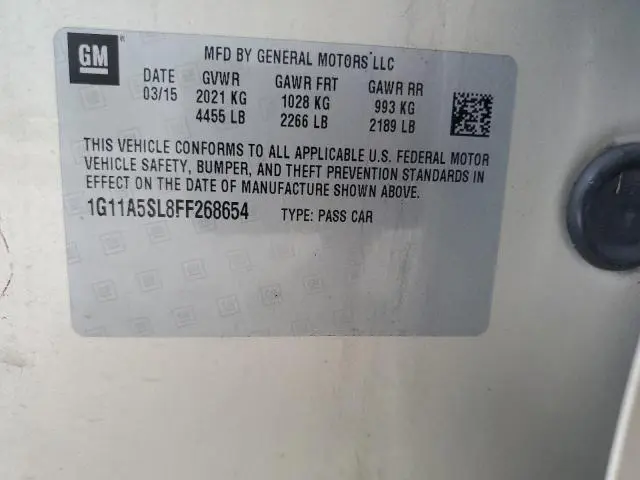 GM
MFD BY GENERAL MOTORS LLC
DATE GVWR GAWR FRT GAWR RR
03/15 2021 KG 1028 KG 993 KG
4455 LB 2266 LB 2189 LB
THIS VEHICLE CONFORMS TO ALL APPLICABLE U.S. FEDERAL MOTOR
VEHICLE SAFETY, BUMPER, AND THEFT PREVENTION STANDARDS IN
EFFECT ON THE DATE OF MANUFACTURE SHOWN ABOVE.
1G11A5SL8FF268654 TYPE: PASS CAR